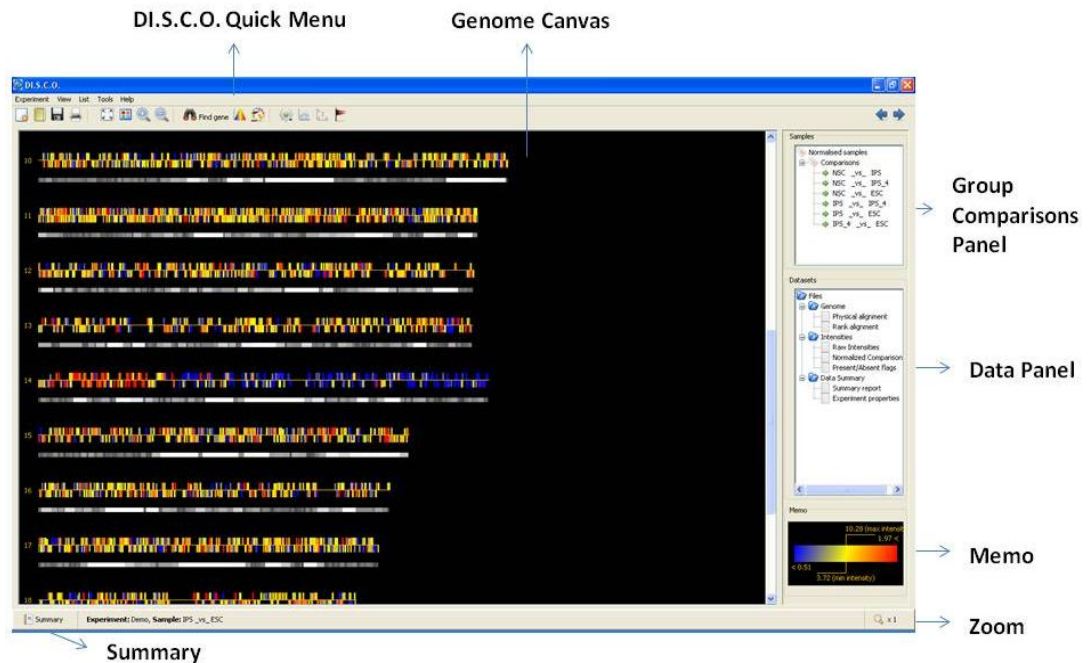 DI.S.C.O. Quick Menu
Genome Canvas
DI.S.C.O.
Experiment View List Tools Help
Find gene
10
11
12
13
14
15
16
17
18
Samples
Normalised samples
Comparisons
NSC _vs_ IPS
NSC _vs_ IPS_4
NSC _vs_ ESC
IPS _vs_ IPS_4
IPS _vs_ ESC
IPS_4 _vs_ ESC
Group
Comparisons
Panel
Datasets
Files
Genome
Physical alignment
Rank alignment
Intensities
Raw Intensities
Normalized Comparison
Present/Absent flags
Data Summary
Summary report
Experiment properties
Data Panel
Memo
10.28 (max intensit
1.97 <
< 0.51
3.72 (min intensity)
Memo
Summary
Experiment: Demo, Sample: IPS _vs_ ESC
x 1
Zoom
Summary